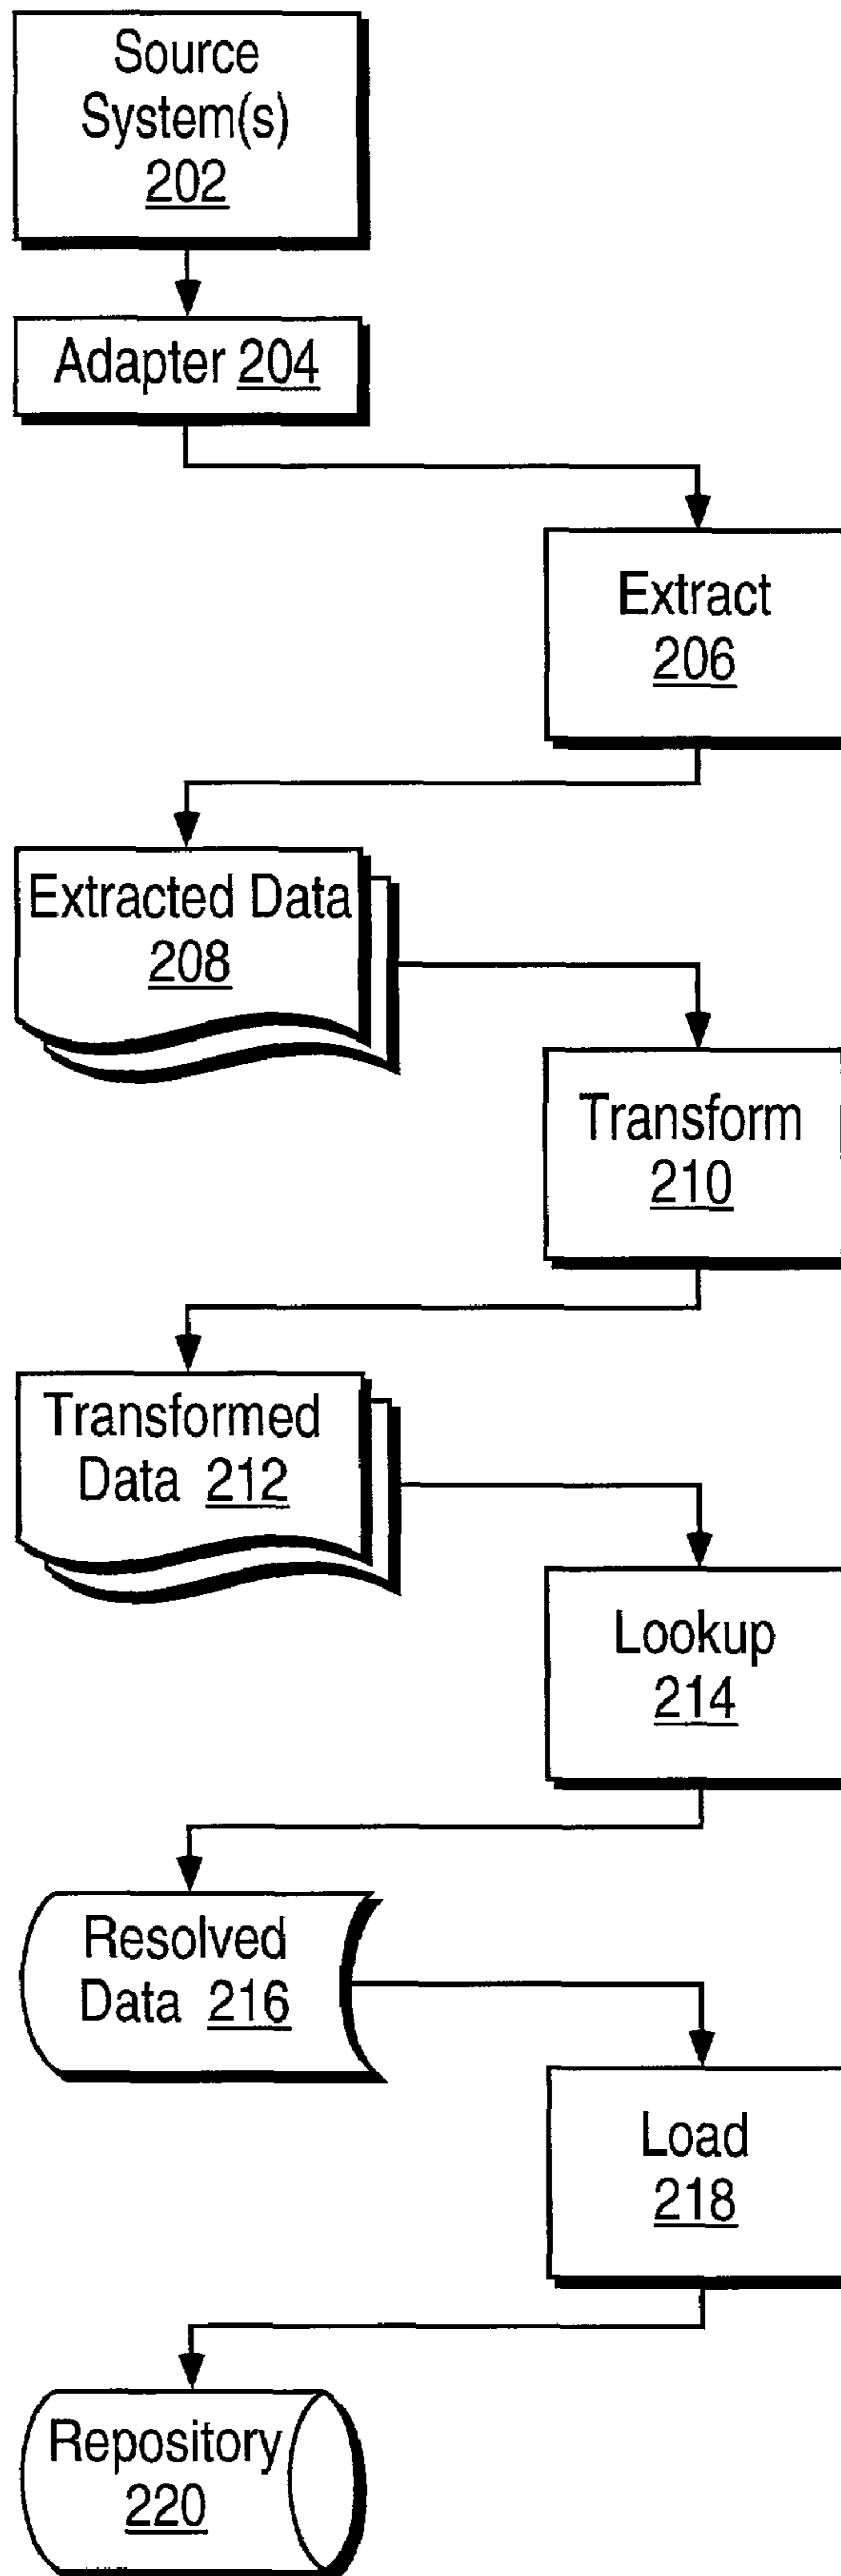 Source
System(s)
202
Adapter 204
Extract
206
Extracted Data
208
Transform
210
Transformed
Data 212
Lookup
214
Resolved
Data 216
Load
218
Repository
220